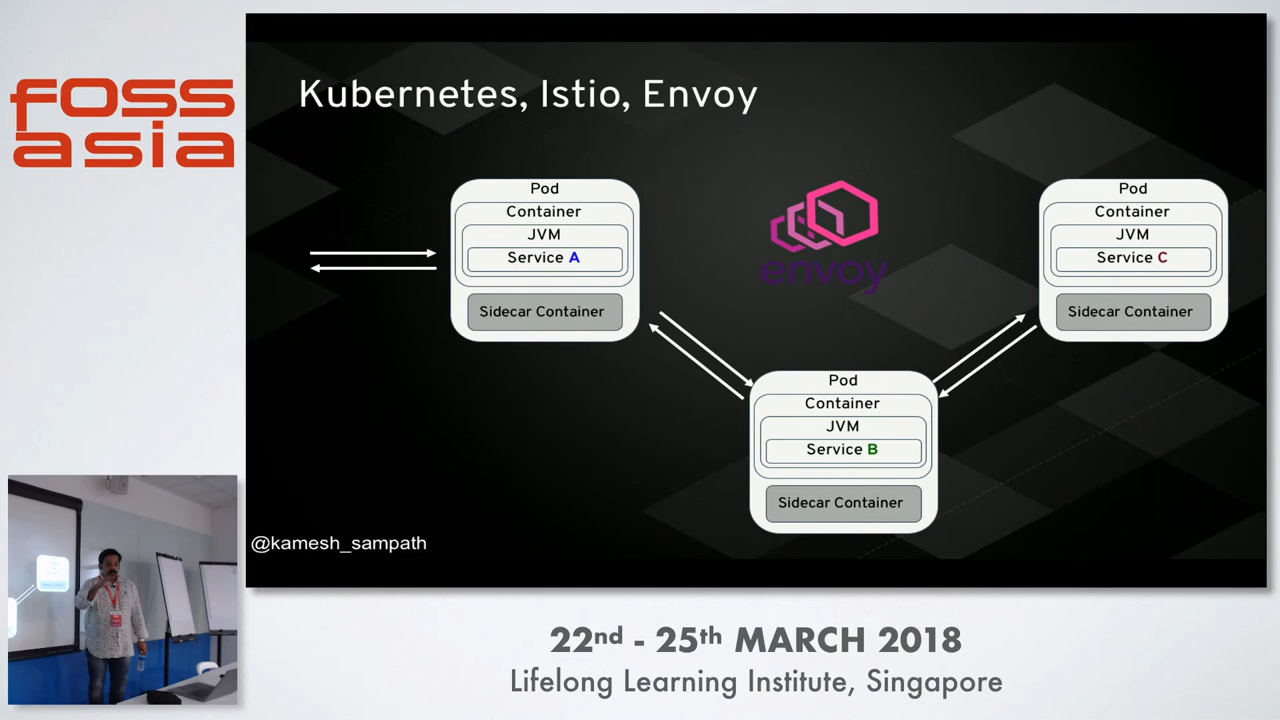 foss
asia
Kubernetes, Istio, Envoy
Pod
Container
JVM
Service A
Sidecar Container
envoy
Pod
Container
JVM
Service C
Sidecar Container
Pod
Container
JVM
Service B
Sidecar Container
@kamesh_sampath
22nd - 25th MARCH 2018
Lifelong Learning Institute, Singapore